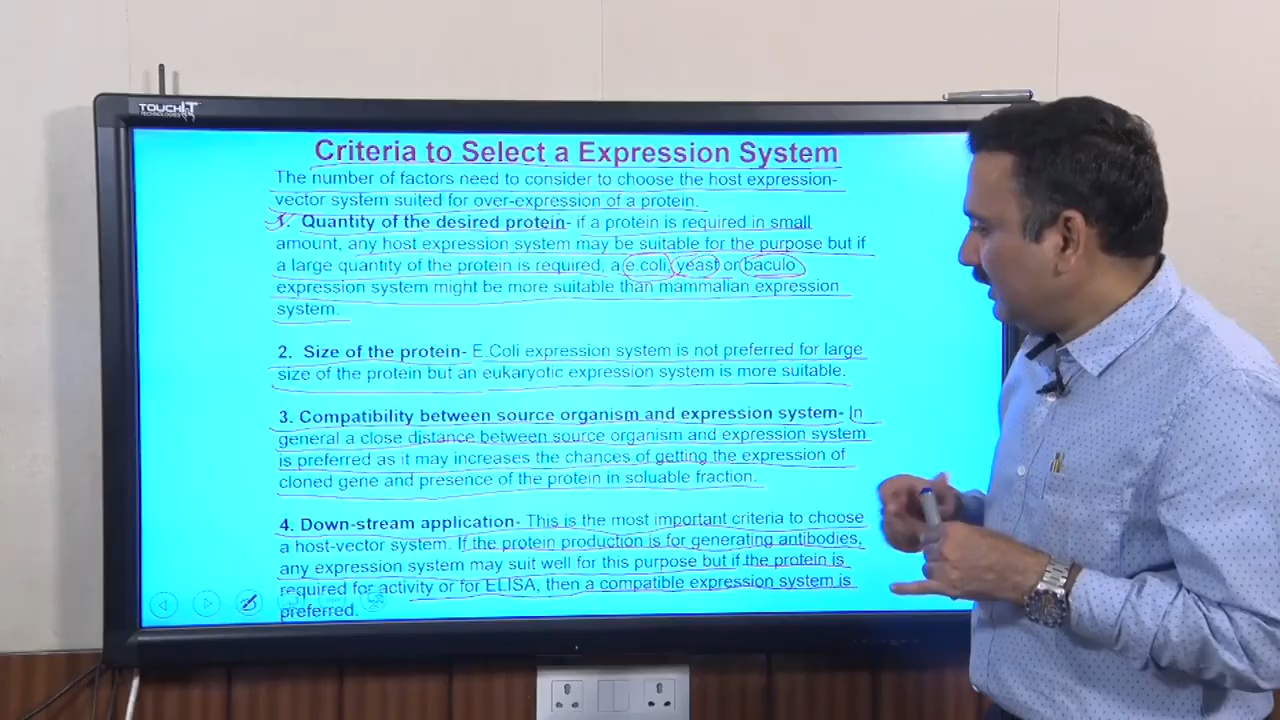 TOUCHIT
TECHNOLOGIES
Criteria to Select a Expression System
The number of factors need to consider to choose the host expression-
vector system suited for over-expression of a protein.
1. Quantity of the desired protein- if a protein is required in small
amount, any host expression system may be suitable for the purpose but if
a large quantity of the protein is required, a e.coli, yeast or baculo
expression system might be more suitable than mammalian expression
system.
2. Size of the protein- E.Coli expression system is not preferred for large
size of the protein but an eukaryotic expression system is more suitable.
3. Compatibility between source organism and expression system- In
general a close distance between source organism and expression system
is preferred as it may increases the chances of getting the expression of
cloned gene and presence of the protein in soluable fraction.
4. Down-stream application- This is the most important criteria to choose
a host-vector system. If the protein production is for generating antibodies,
any expression system may suit well for this purpose but if the protein is
required for activity or for ELISA, then a compatible expression system is
preferred.